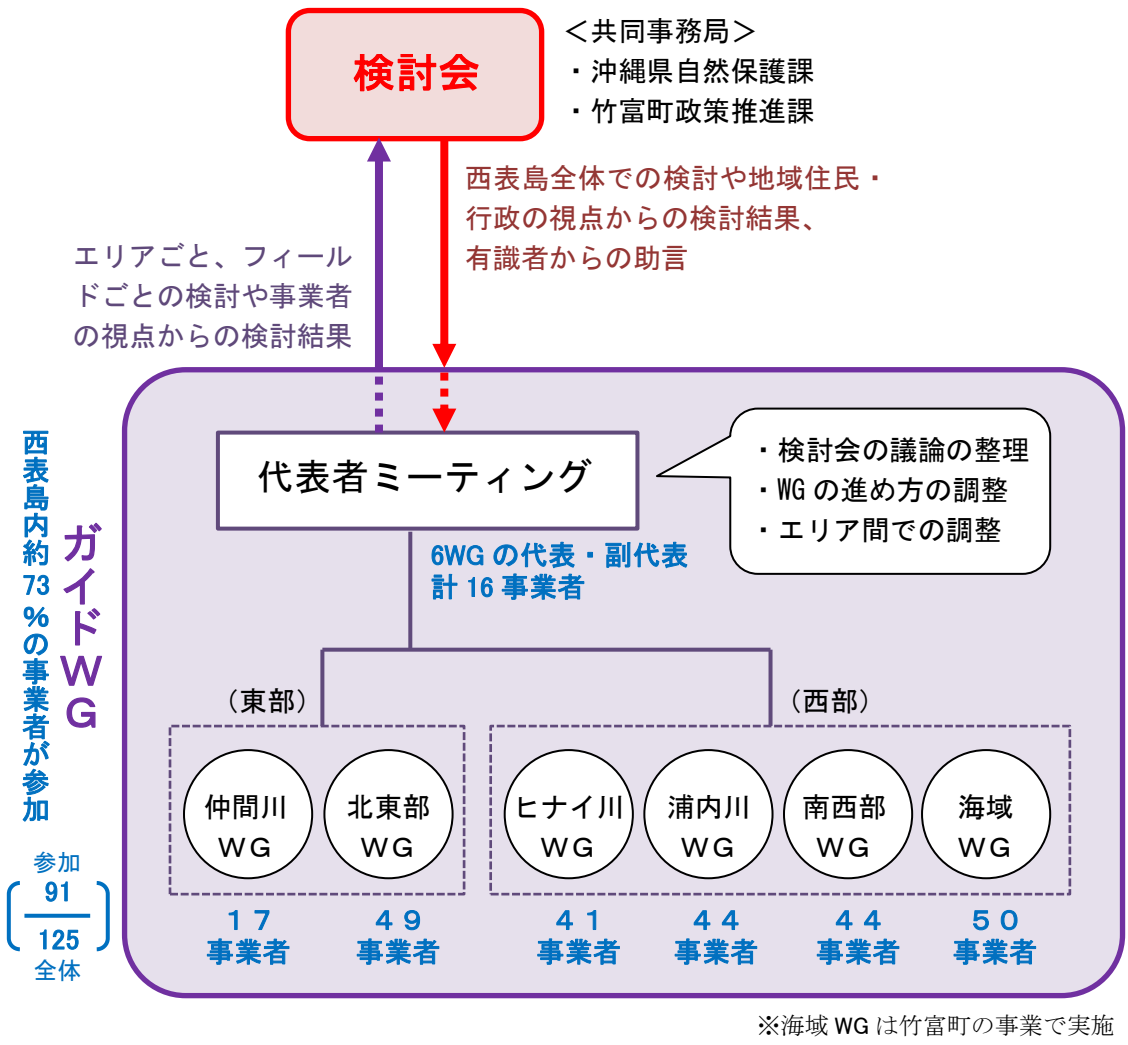 検討会
＜共同事務局＞
・沖縄県自然保護課
・竹富町政策推進課
西表島全体での検討や地域住民・
行政の視点からの検討結果、
有識者からの助言
エリアごと、フィール
ドごとの検討や事業者
の視点からの検討結果
代表者ミーティング
・検討会の議論の整理
・WG の進め方の調整
・エリア間での調整
6WG の代表・副代表
計 16 事業者
ガイドＷＧ
西表島内約73％の事業者が参加
参加
91
125
全体
（東部）
（西部）
仲間川
ＷＧ
北東部
ＷＧ
ヒナイ川
ＷＧ
浦内川
ＷＧ
南西部
ＷＧ
海域
ＷＧ
１７
事業者
４９
事業者
４１
事業者
４４
事業者
４４
事業者
５０
事業者
※海域 WG は竹富町の事業で実施